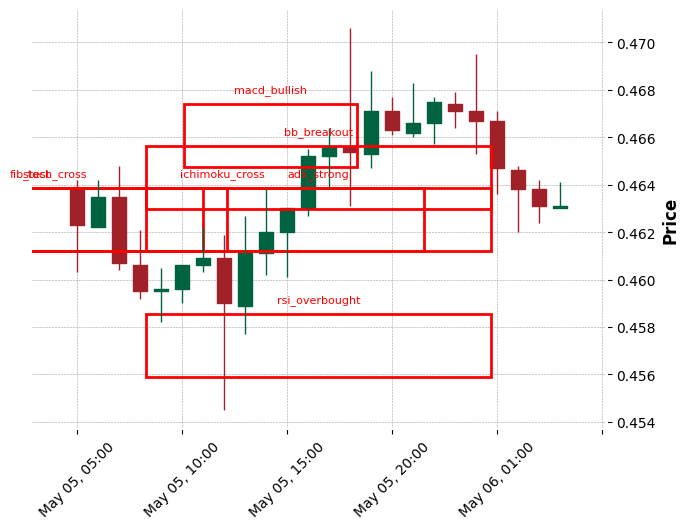 macd_bullish
bb_breakout
stoch_cross
ichimoku_cross
adx_strong
rsi_overbought
0.470
0.468
0.466
0.464
0.462
0.460
0.458
0.456
0.454
Price
May 05, 05:00
May 05, 10:00
May 05, 15:00
May 05, 20:00
May 06, 01:00